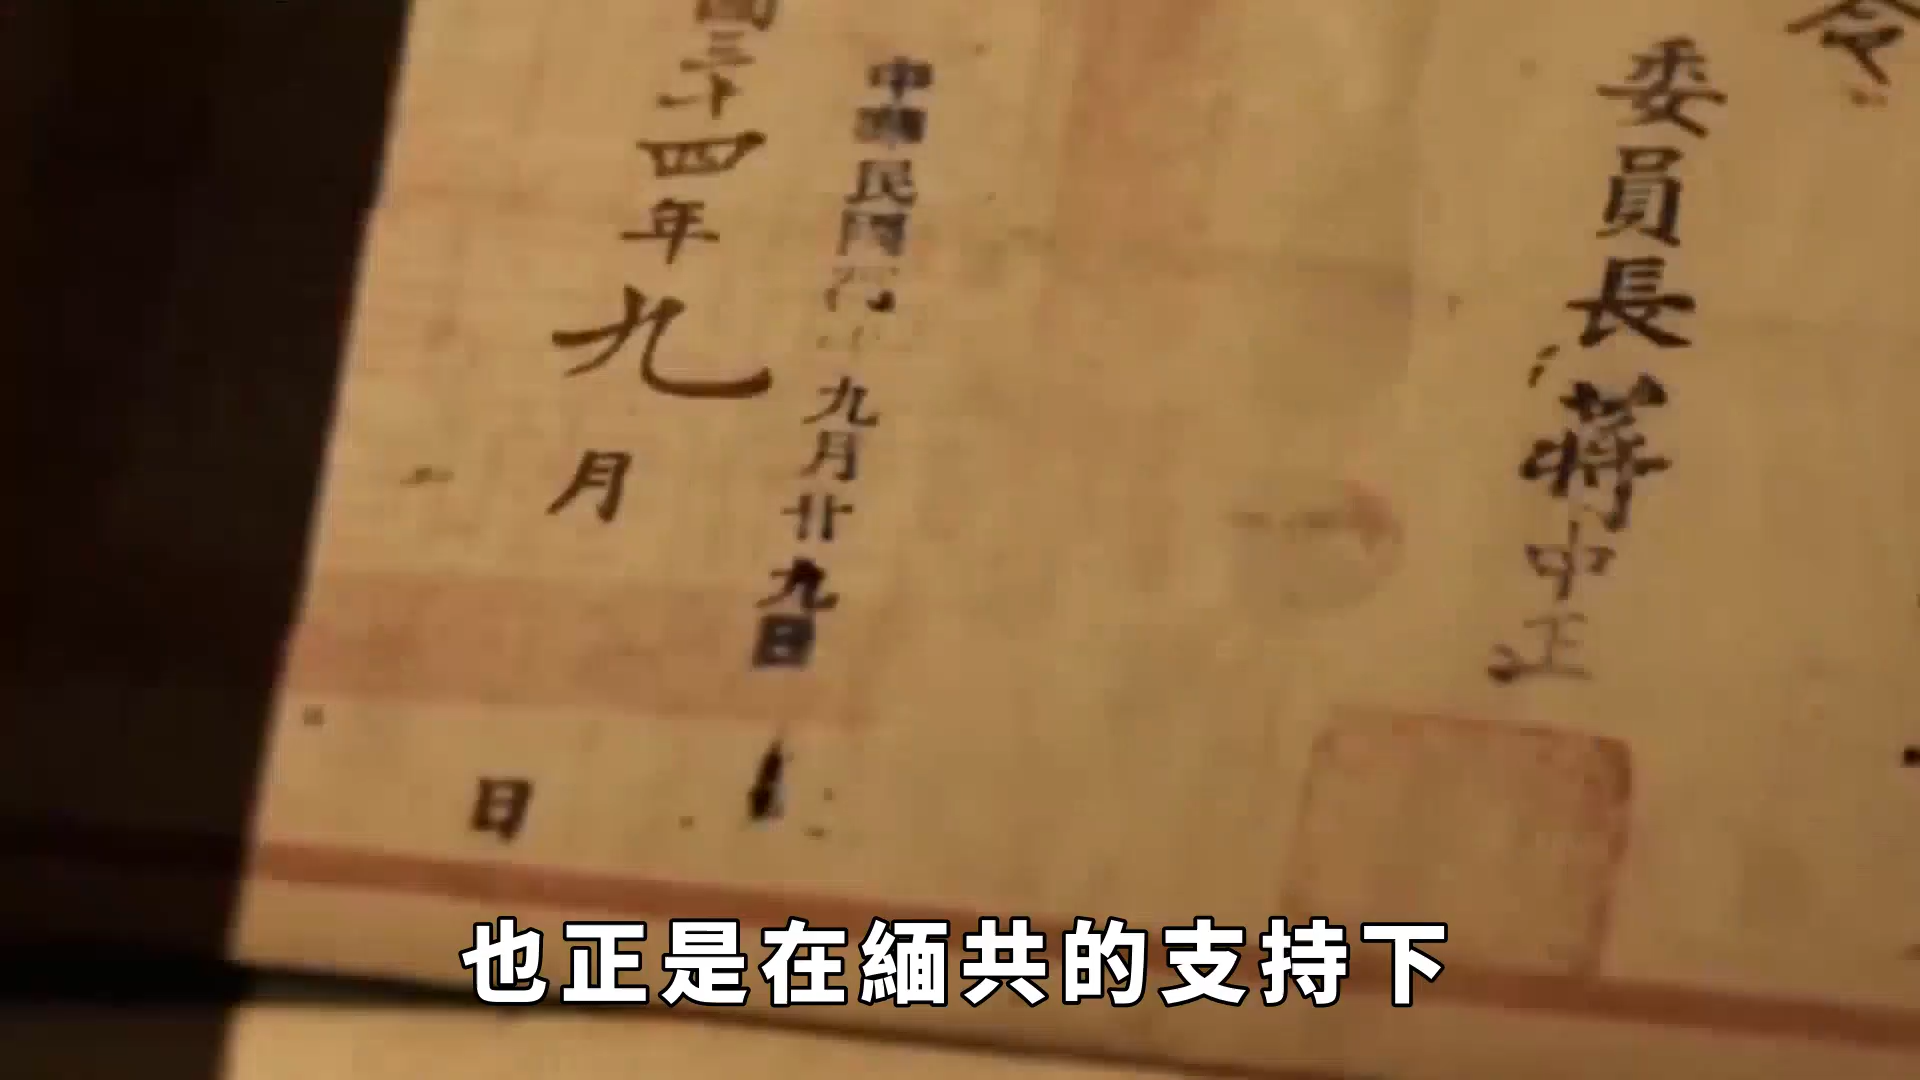 令
委員長蔣中正
中華民國
九月廿九日
國三十四年九月
日
也正是在緬共的支持下